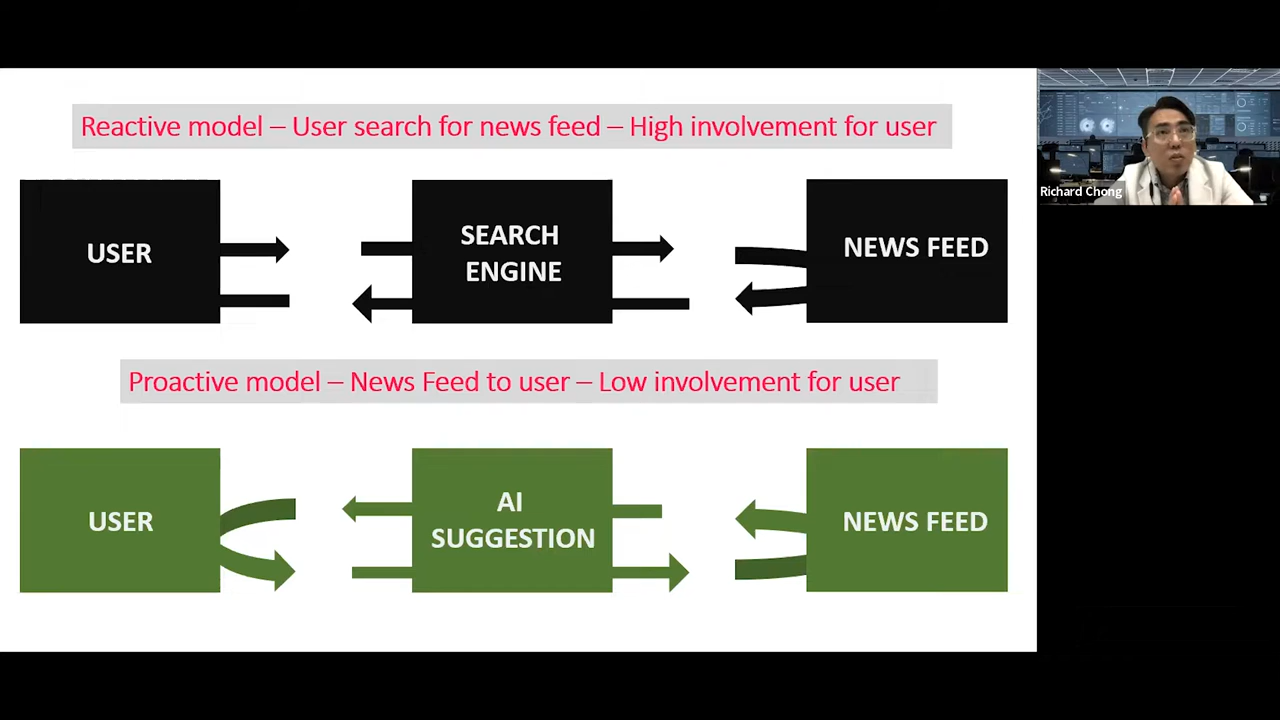 Reactive model – User search for news feed – High involvement for user
USER
SEARCH
ENGINE
NEWS FEED
Richard Chong
Proactive model – News Feed to user – Low involvement for user
USER
AI
SUGGESTION
NEWS FEED